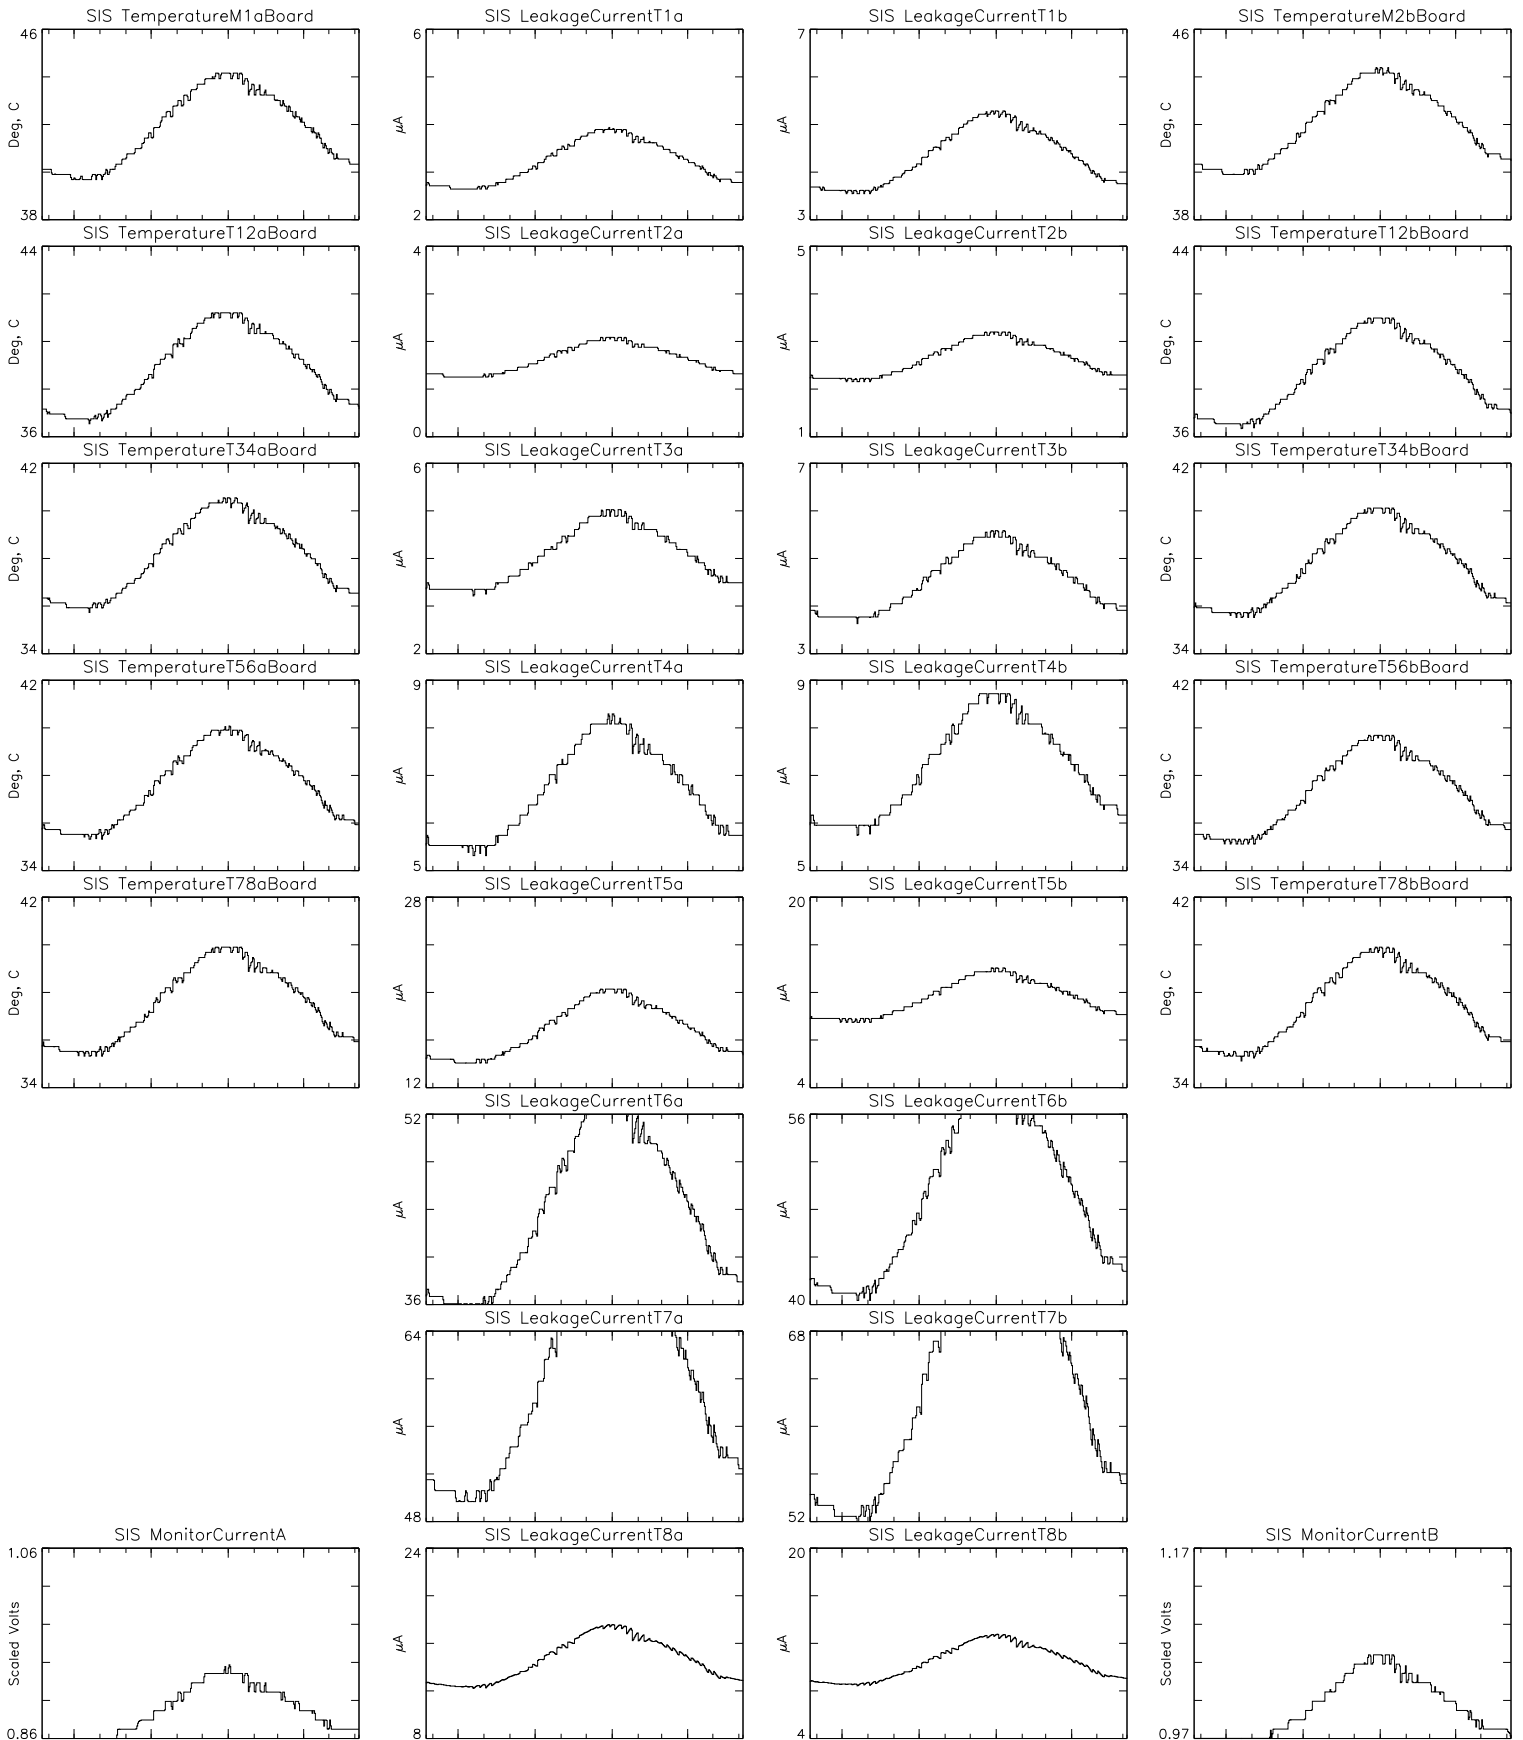 SIS TemperatureM1aBoard SIS LeakageCurrentT1a SIS LeakageCurrentT1b SIS TemperatureM2bBoard
46 6 7 46
Deg, C μA μA Deg, C
38 2 3 38
SIS TemperatureT12aBoard SIS LeakageCurrentT2a SIS LeakageCurrentT2b SIS TemperatureT12bBoard
44 4 5 44
Deg, C μA μA Deg, C
36 0 1 36
SIS TemperatureT34aBoard SIS LeakageCurrentT3a SIS LeakageCurrentT3b SIS TemperatureT34bBoard
42 6 7 42
Deg, C μA μA Deg, C
34 2 3 34
SIS TemperatureT56aBoard SIS LeakageCurrentT4a SIS LeakageCurrentT4b SIS TemperatureT56bBoard
42 9 9 42
Deg, C μA μA Deg, C
34 5 5 34
SIS TemperatureT78aBoard SIS LeakageCurrentT5a SIS LeakageCurrentT5b SIS TemperatureT78bBoard
42 28 20 42
Deg, C μA μA Deg, C
34 12 4 34
SIS LeakageCurrentT6a SIS LeakageCurrentT6b
52 56
μA μA
36 40
SIS LeakageCurrentT7a SIS LeakageCurrentT7b
64 68
μA μA
48 52
SIS MonitorCurrentA SIS LeakageCurrentT8a SIS LeakageCurrentT8b SIS MonitorCurrentB
1.06 24 20 1.17
Scaled Volts μA μA Scaled Volts
0.86 8 4 0.97